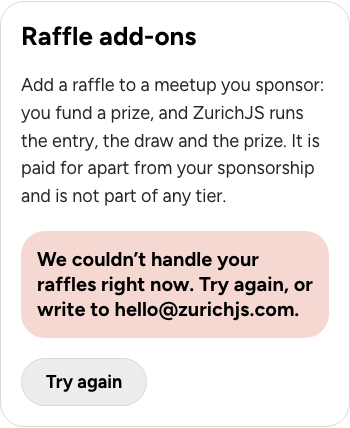 Raffle add-ons
Add a raffle to a meetup you sponsor:
you fund a prize, and ZurichJS runs
the entry, the draw and the prize. It is
paid for apart from your sponsorship
and is not part of any tier.
We couldn’t handle your
raffles right now. Try again, or
write to hello@zurichjs.com.
Try again